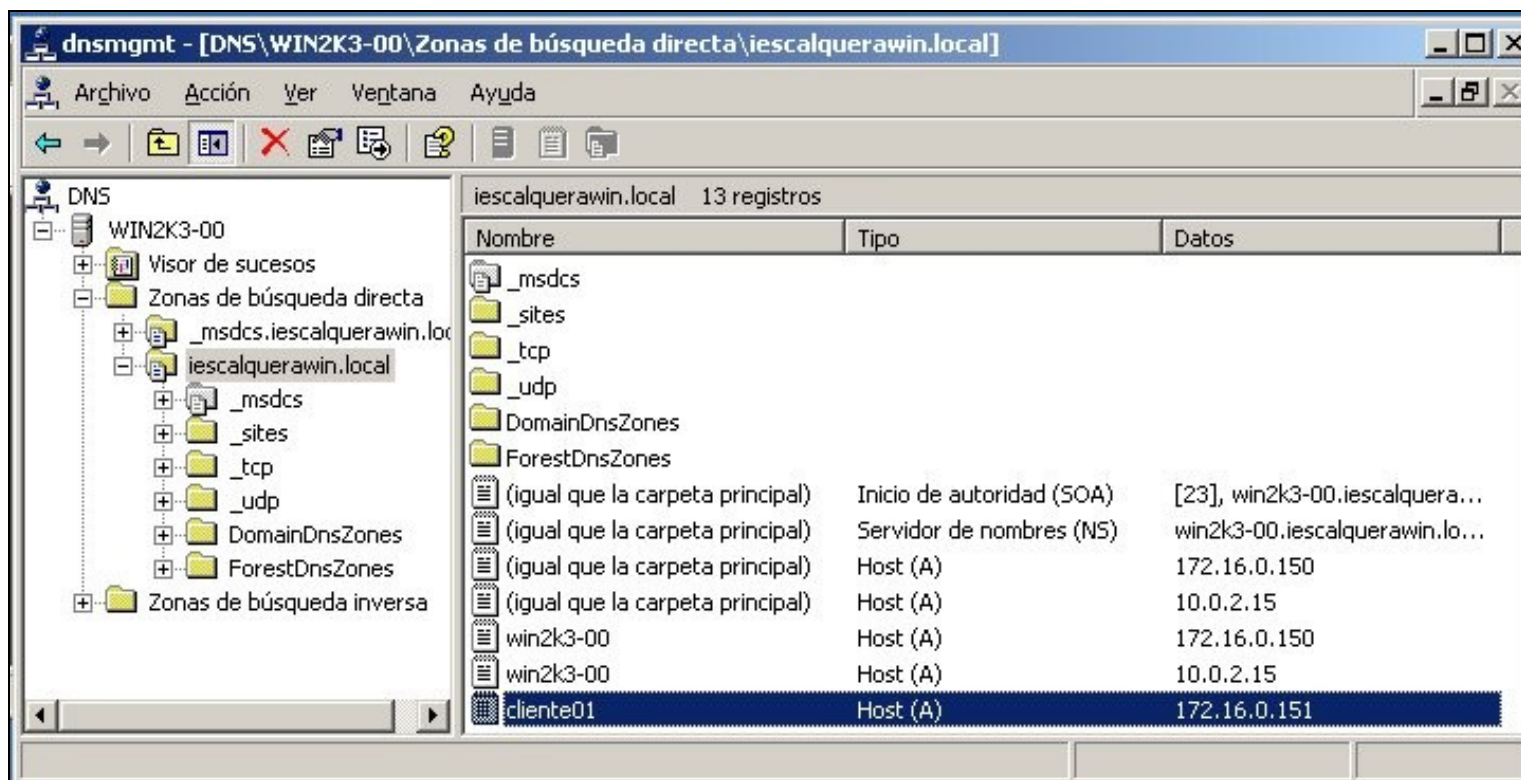 dnsmgmt - [DNS\WIN2K3-00\Zonas de búsqueda directa\iescalquerawin.local]
Archivo Acción Ver Ventana Ayuda
DNS
WIN2K3-00
Visor de sucesos
Zonas de búsqueda directa
_msdcs.iescalquerawin.loc
iescalquerawin.local
_msdcs
_sites
_tcp
_udp
DomainDnsZones
ForestDnsZones
Zonas de búsqueda inversa
iescalquerawin.local 13 registros
Nombre Tipo Datos
_msdcs
_sites
_tcp
_udp
DomainDnsZones
ForestDnsZones
(igual que la carpeta principal) Inicio de autoridad (SOA) [23], win2k3-00.iescalquera...
(igual que la carpeta principal) Servidor de nombres (NS) win2k3-00.iescalquerawin.lo...
(igual que la carpeta principal) Host (A) 172.16.0.150
(igual que la carpeta principal) Host (A) 10.0.2.15
win2k3-00 Host (A) 172.16.0.150
win2k3-00 Host (A) 10.0.2.15
cliente01 Host (A) 172.16.0.151